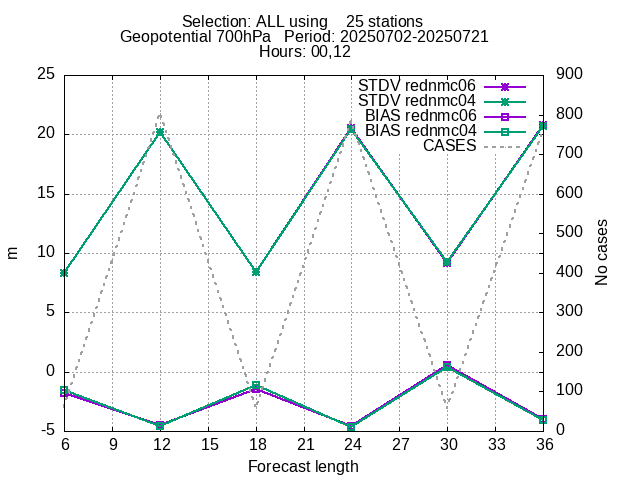 Selection: ALL using    25 stations
Geopotential 700hPa   Period: 20250702-20250721
Hours: 00,12
25
20
15
10
5
0
-5
m
900
800
700
600
500
400
300
200
100
0
No cases
STDV rednmc06
STDV rednmc04
BIAS rednmc06
BIAS rednmc04
CASES
6 9 12 15 18 21 24 27 30 33 36
Forecast length